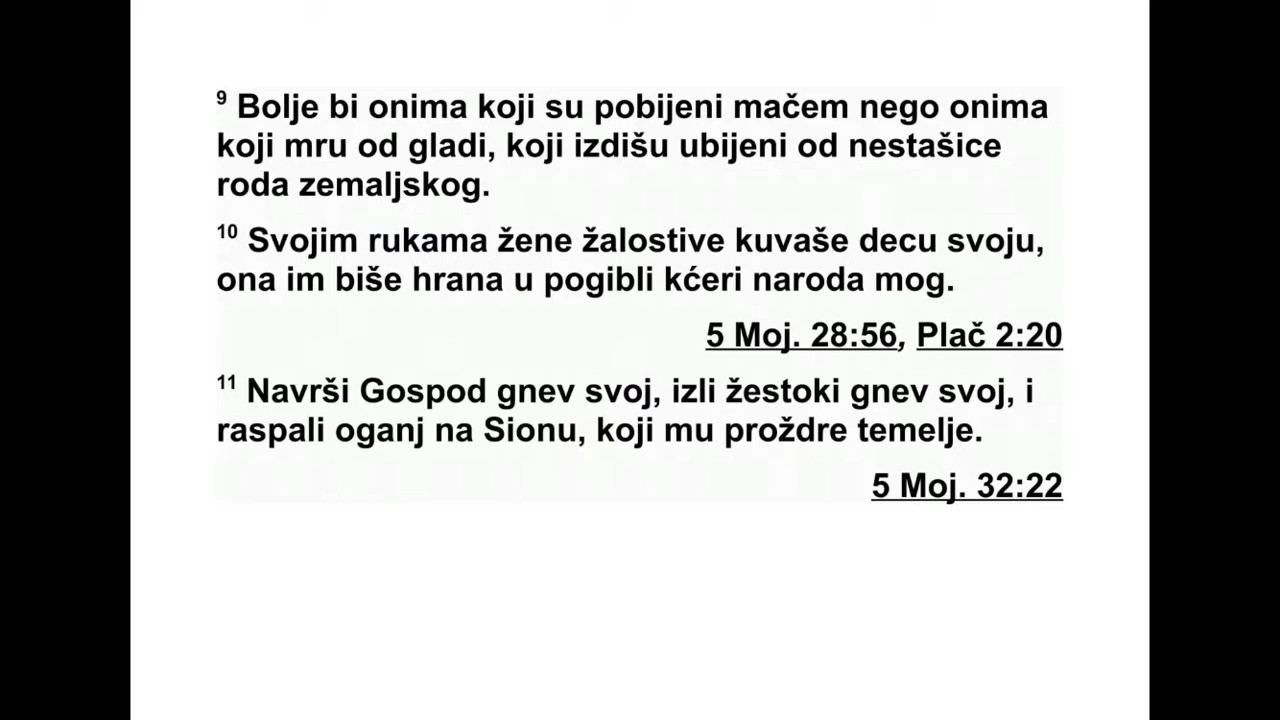 9 Bolje bi onima koji su pobijeni mačem nego onima
koji mru od gladi, koji izdišu ubijeni od nestašice
roda zemaljskog.
10 Svojim rukama žene žalostive kuvaše decu svoju,
ona im biše hrana u pogibli kćeri naroda mog.
5 Moj. 28:56, Plač 2:20
11 Navrši Gospod gnev svoj, izli žestoki gnev svoj, i
raspali oganj na Sionu, koji mu proždre temelje.
5 Moj. 32:22